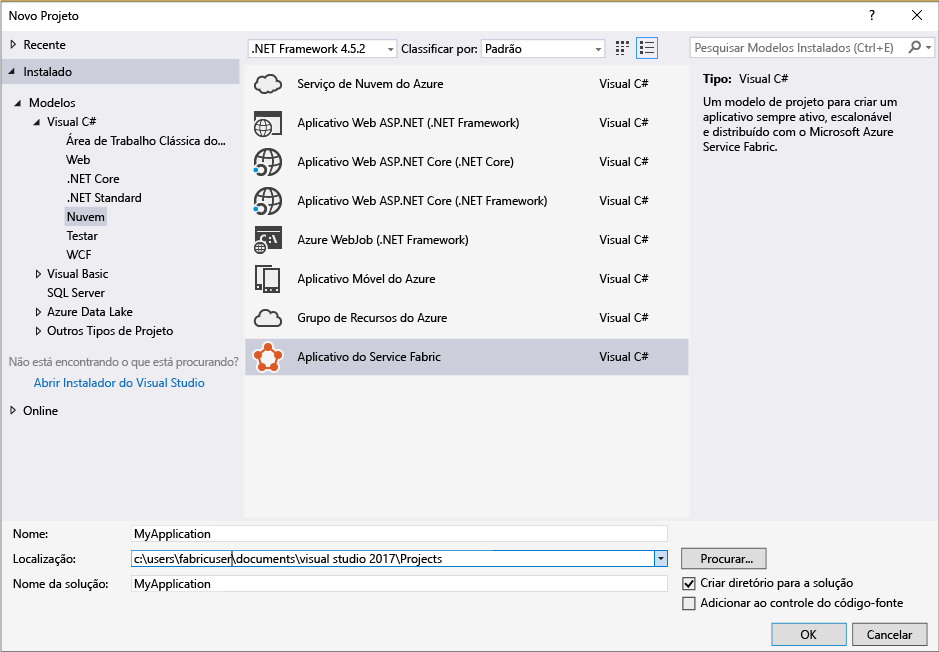 Novo Projeto
?
Recente
Instalado
Modelos
Visual C#
Área de Trabalho Clássica do...
Web
.NET Core
.NET Standard
Nuvem
Testar
WCF
Visual Basic
SQL Server
Azure Data Lake
Outros Tipos de Projeto
Não está encontrando o que está procurando?
Abrir Instalador do Visual Studio
Online
.NET Framework 4.5.2 Classificar por: Padrão
Serviço de Nuvem do Azure Visual C#
Aplicativo Web ASP.NET (.NET Framework) Visual C#
Aplicativo Web ASP.NET Core (.NET Core) Visual C#
Aplicativo Web ASP.NET Core (.NET Framework) Visual C#
Azure WebJob (.NET Framework) Visual C#
Aplicativo Móvel do Azure Visual C#
Grupo de Recursos do Azure Visual C#
Aplicativo do Service Fabric Visual C#
Pesquisar Modelos Instalados (Ctrl+E)
Tipo: Visual C#
Um modelo de projeto para criar um
aplicativo sempre ativo, escalonável
e distribuído com o Microsoft Azure
Service Fabric.
Nome: MyApplication
Localização: c:\users\fabricuser\documents\visual studio 2017\Projects Procurar...
Nome da solução: MyApplication
Criar diretório para a solução
Adicionar ao controle do código-fonte
OK Cancelar